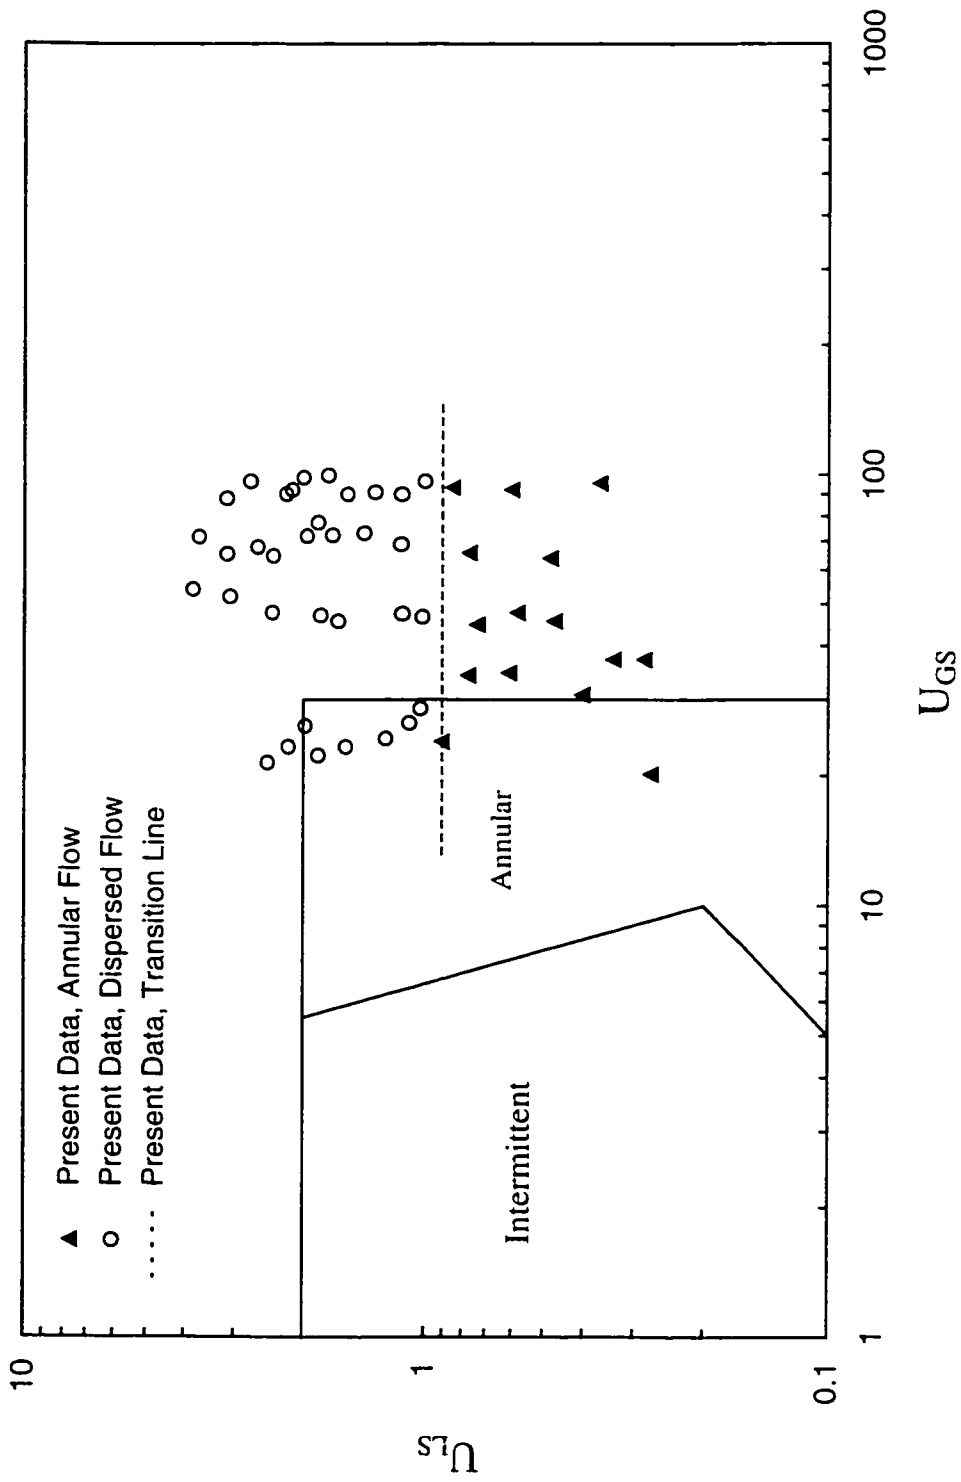 ▲ Present Data, Annular Flow
○ Present Data, Dispersed Flow
..... Present Data, Transition Line
10
1
0.1
U_LS
Intermittent
Annular
1
10
100
1000
U_GS